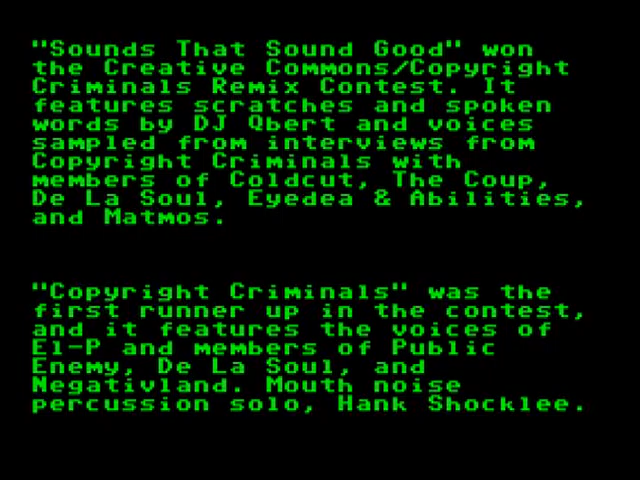 "Sounds That Sound Good" won
the Creative Commons/Copyright
Criminals Remix Contest. It
features scratches and spoken
words by DJ Qbert and voices
sampled from interviews from
Copyright Criminals with
members of Coldcut, The Coup,
De La Soul, Eyedea & Abilities,
and Matmos.
"Copyright Criminals" was the
first runner up in the contest,
and it features the voices of
El-P and members of Public
Enemy, De La Soul, and
Negativland. Mouth noise
percussion solo, Hank Shocklee.